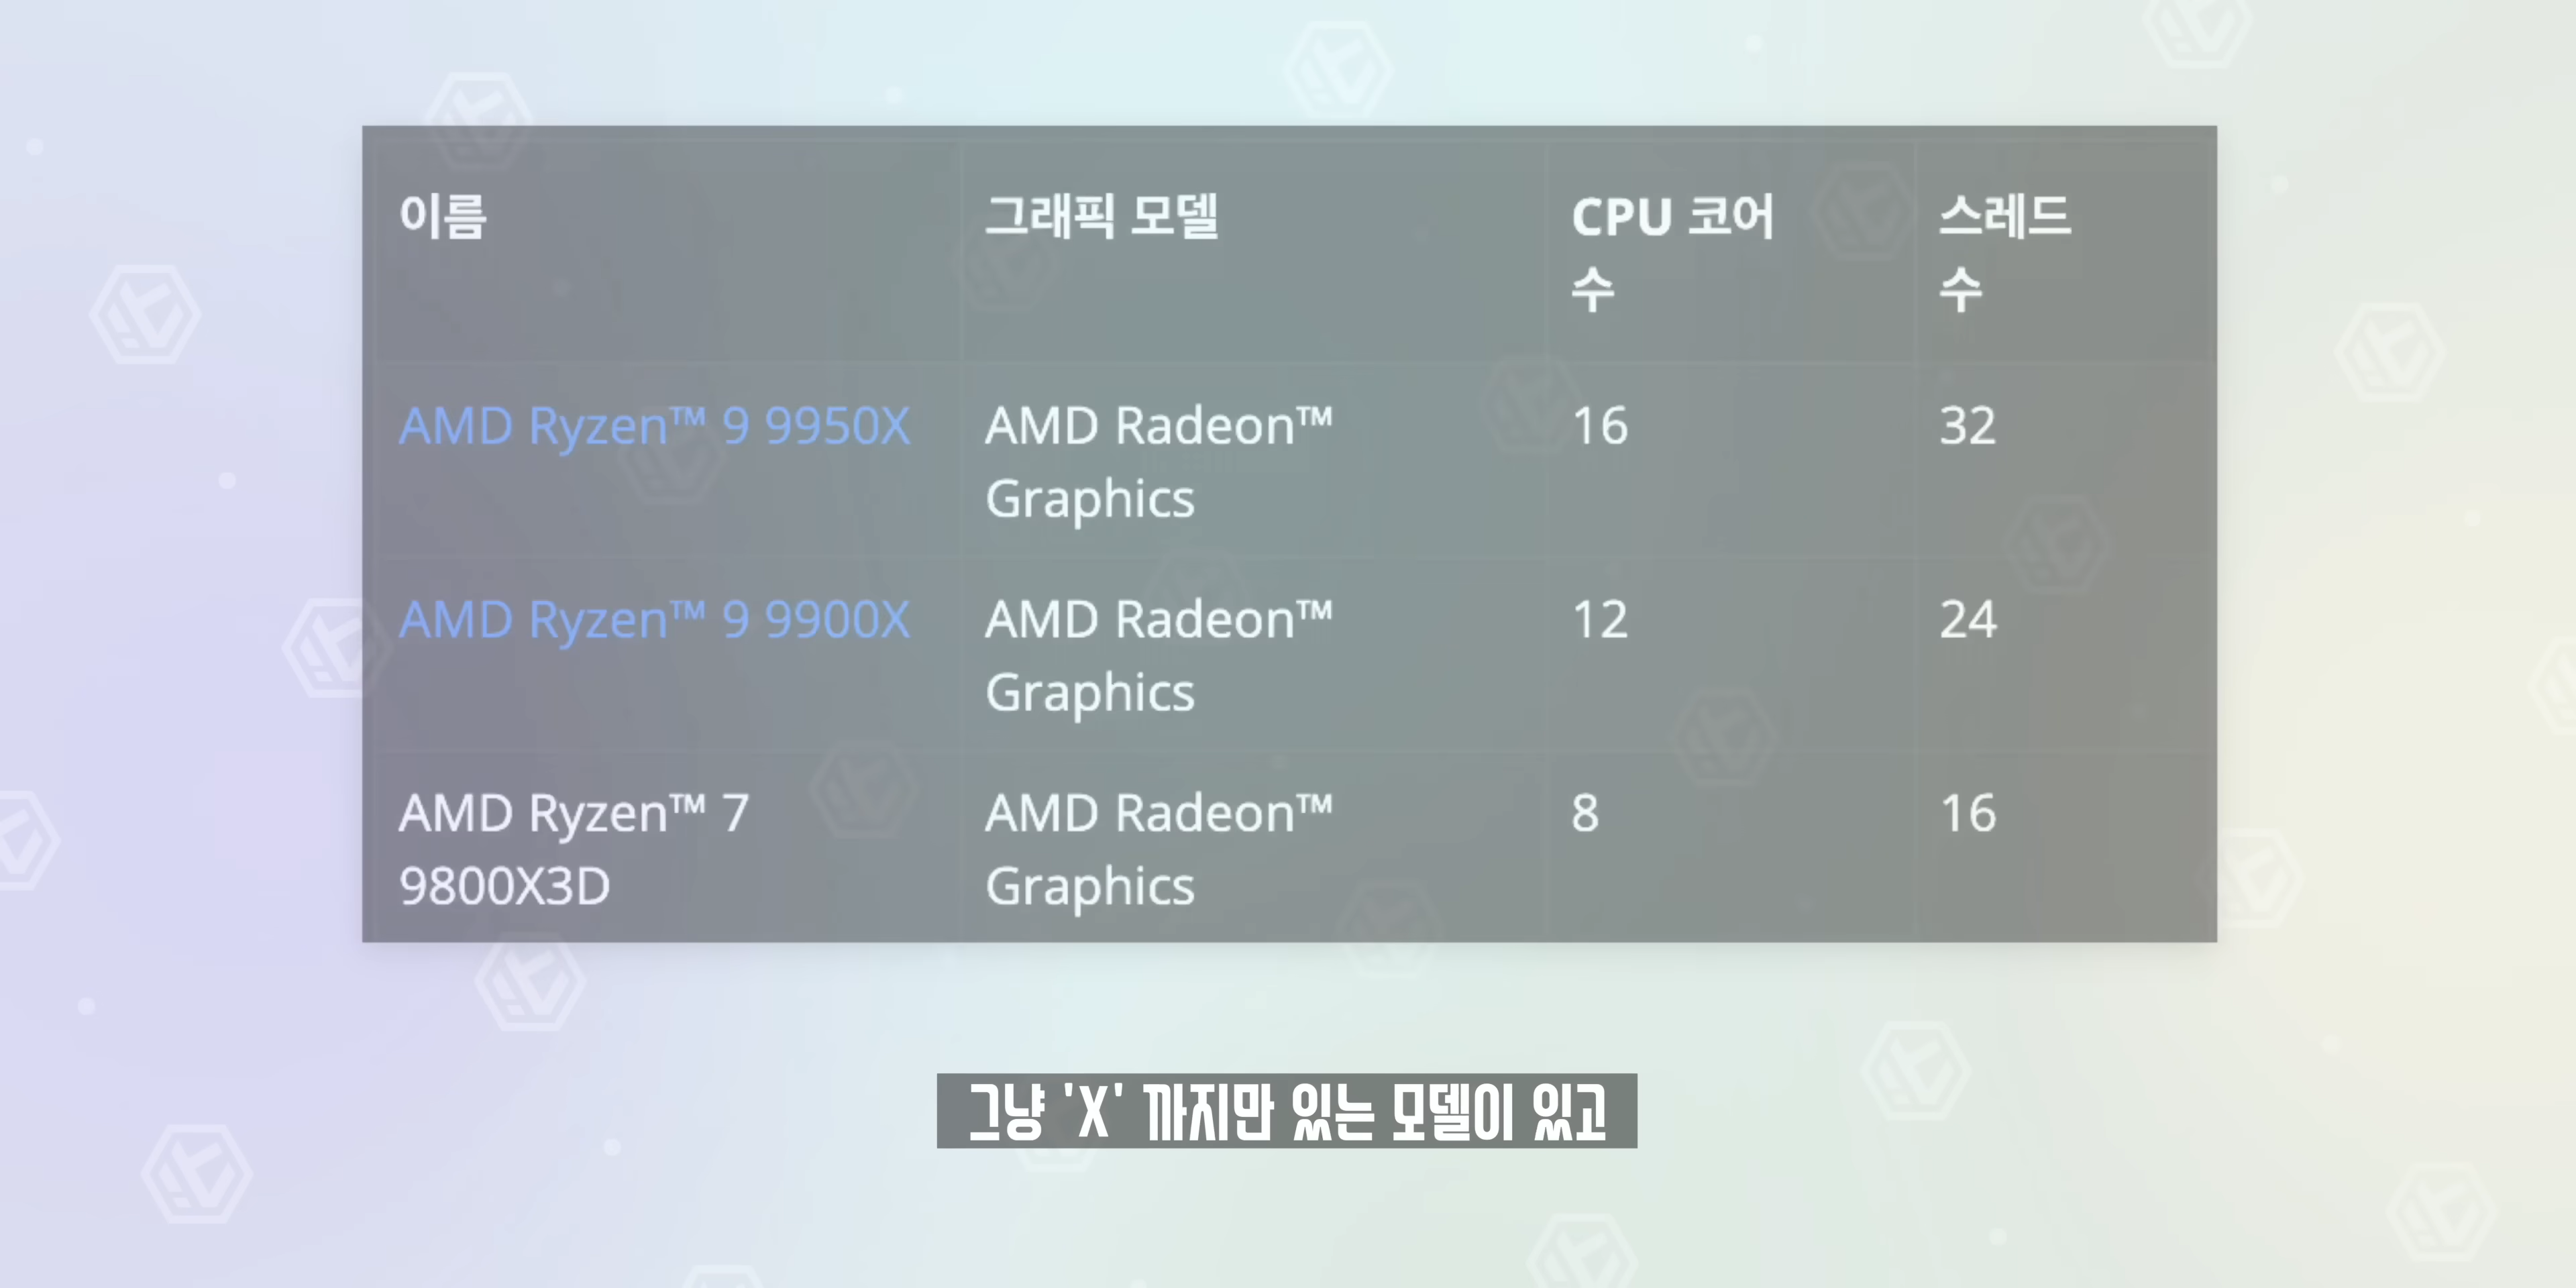 이름 그래픽 모델 CPU 코어 스레드
수 수
AMD Ryzen™ 9 9950X AMD Radeon™ 16 32
Graphics
AMD Ryzen™ 9 9900X AMD Radeon™ 12 24
Graphics
AMD Ryzen™ 7 AMD Radeon™ 8 16
9800X3D Graphics
그냥 'X' 까지만 있는 모델이 있고